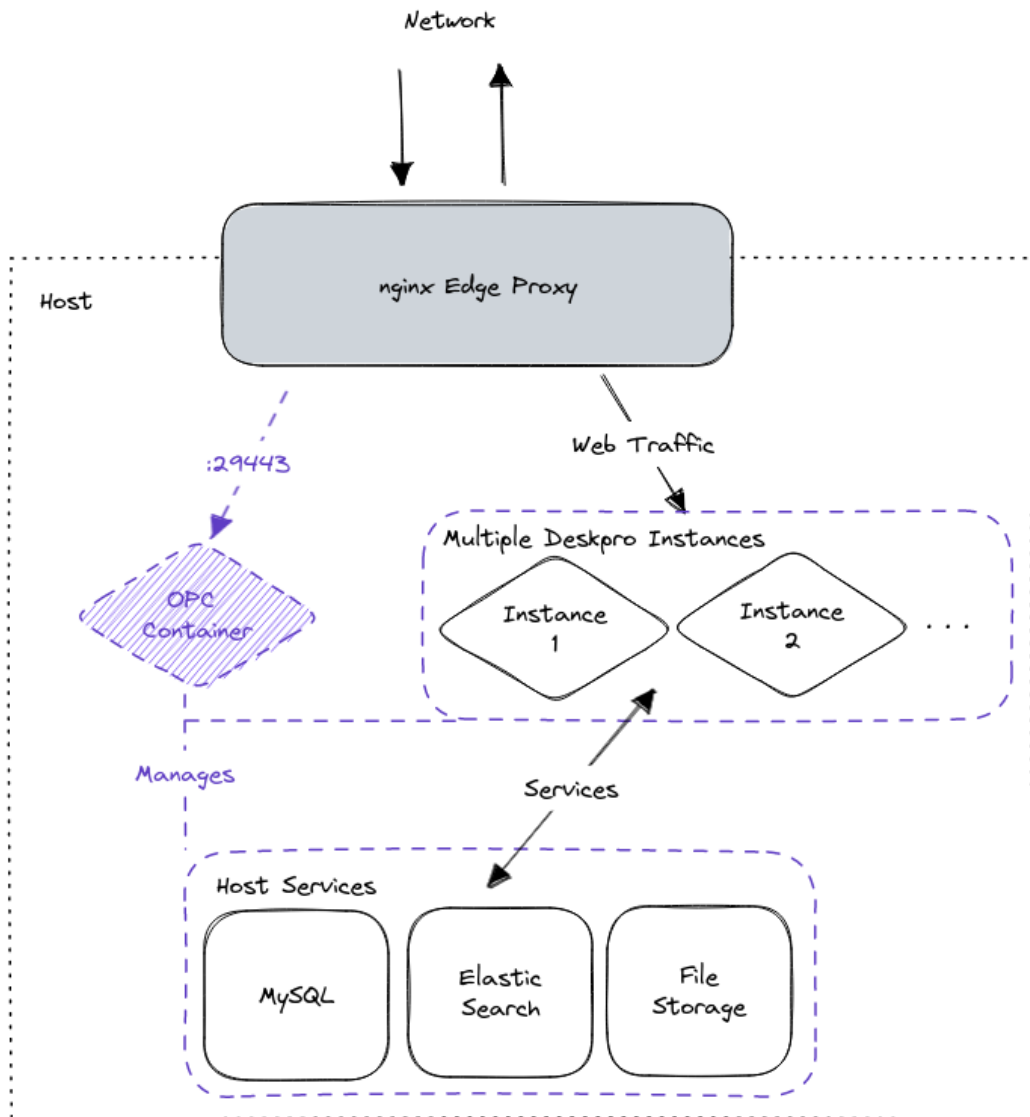 Network
nginx Edge Proxy
Host
Web Traffic
:29443
Multiple Deskpro Instances
OPC
Container
Instance
1
Instance
2
. . .
Manages
Services
Host Services
MySQL
Elastic
Search
File
Storage